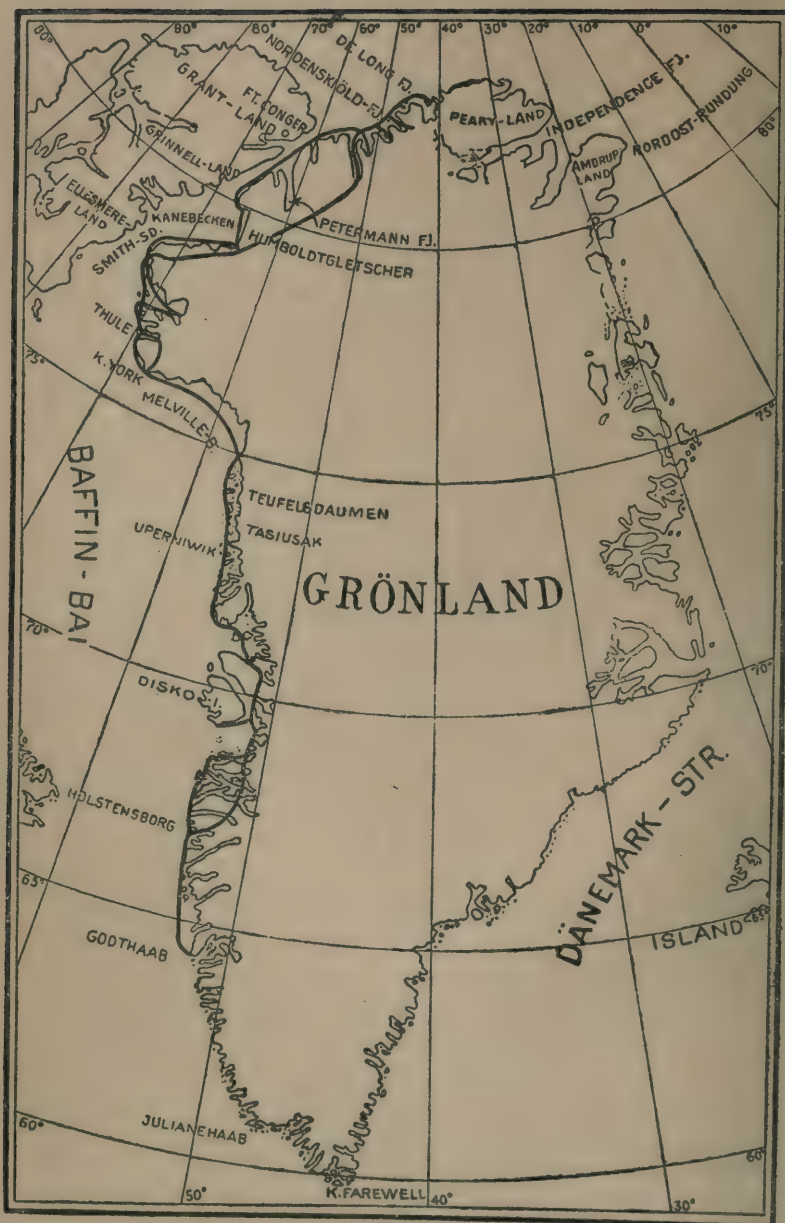 100°
90°
80°
70°
60°
50°
40°
30°
20°
10°
0°
10°
DE LONG FJ.
NORDENSKIÖLD-FJ.
GRANT-LAND
FT. CONGER
PEARY-LAND
INDEPENDENCE FJ.
NORDOST-RUNDUNG
80°
AMDRUP LAND
GRINNELL-LAND
ELLESMERE-
LAND
KANEBECKEN
SMITH-SD.
PETERMANN FJ.
HUMBOLDTGLETSCHER
THULE
75°
K. YORK
MELVILLE-B.
75°
BAFFIN-BAI
TEUFELSDAUMEN
UPERNIWIK
TASIUSAK
GRÖNLAND
70°
70°
DISKO I.
HOLSTENSBORG
DÄNEMARK-STR.
65°
65°
GODTHAAB
ISLAND
60°
JULIANEHAAB
60°
K. FAREWELL
50°
40°
30°